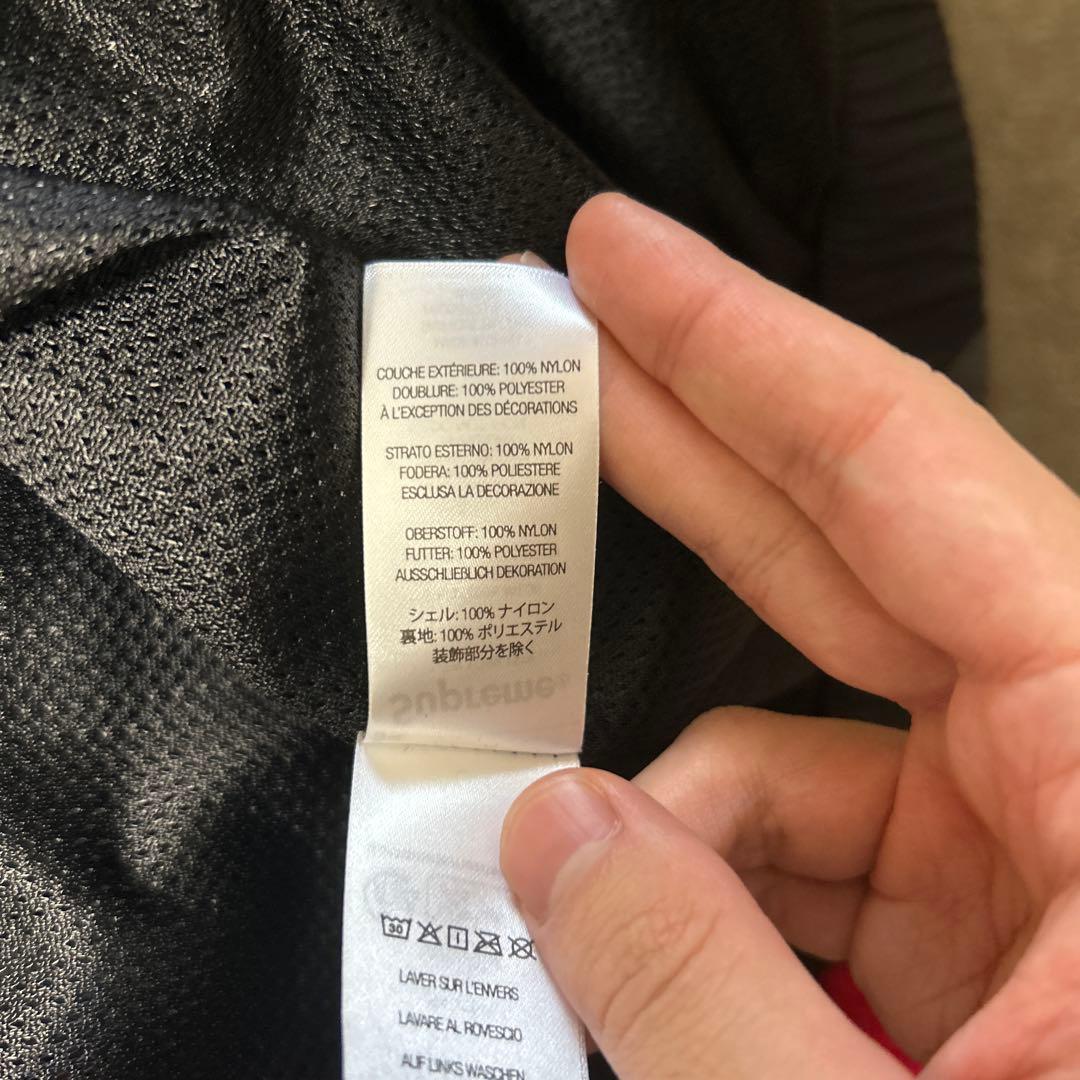 COUCHE EXTÉRIEURE: 100% NYLON
DOUBLURE: 100% POLYESTER
À L'EXCEPTION DES DÉCORATIONS
STRATO ESTERNO: 100% NYLON
FODERA: 100% POLIESTERE
ESCLUSA LA DECORAZIONE
OBERSTOFF: 100% NYLON
FUTTER: 100% POLYESTER
AUSSCHLIEßLICH DEKORATION
シェル: 100% ナイロン
裏地: 100% ポリエステル
装飾部分を除く
Supreme®
30
LAVER SUR L'ENVERS
LAVARE AL ROVESCIO
AUF LINKS WASCHEN